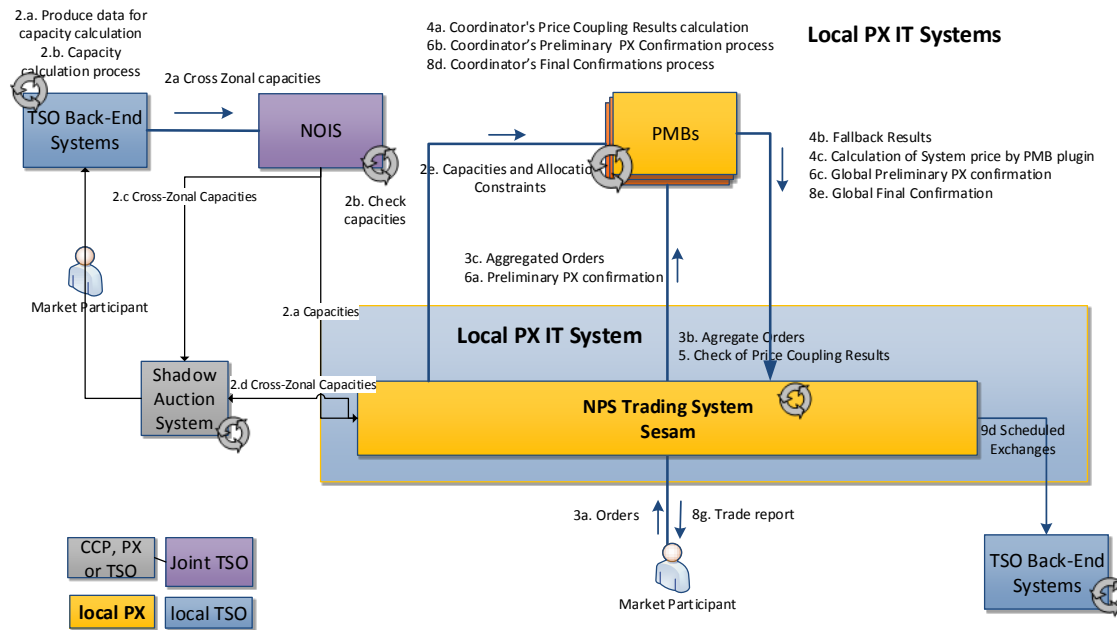 2.a. Produce data for
capacity calculation
2.b. Capacity
calculation process
4a. Coordinator's Price Coupling Results calculation
6b. Coordinator's Preliminary PX Confirmation process
8d. Coordinator's Final Confirmations process
Local PX IT Systems
2a Cross Zonal capacities
TSO Back-End
Systems
NOIS
PMBs
4b. Fallback Results
4c. Calculation of System price by PMB plugin
6c. Global Preliminary PX confirmation
8e. Global Final Confirmation
2e. Capacities and Allocation
Constraints
2.c Cross-Zonal Capacities
2b. Check
capacities
3c. Aggregated Orders
6a. Preliminary PX confirmation
Market Participant
2.a Capacities
Local PX IT System
3b. Agregate Orders
5. Check of Price Coupling Results
Shadow
Auction
System
2.d Cross-Zonal Capacities
NPS Trading System
Sesam
9d Scheduled
Exchanges
3a. Orders
8g. Trade report
CCP, PX
or TSO
Joint TSO
TSO Back-End
Systems
local PX
local TSO
Market Participant